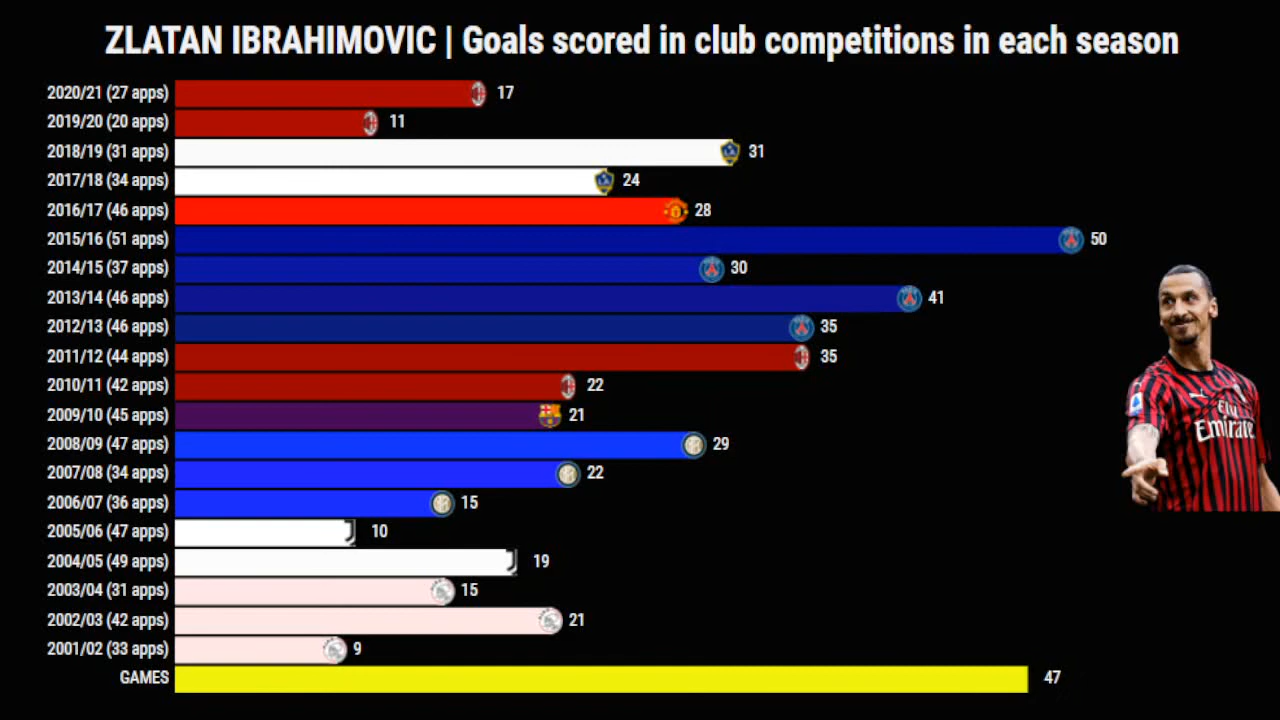 ZLATAN IBRAHIMOVIC | Goals scored in club competitions in each season
2020/21 (27 apps) 17
2019/20 (20 apps) 11
2018/19 (31 apps) 31
2017/18 (34 apps) 24
2016/17 (46 apps) 28
2015/16 (51 apps) 50
2014/15 (37 apps) 30
2013/14 (46 apps) 41
2012/13 (46 apps) 35
2011/12 (44 apps) 35
2010/11 (42 apps) 22
2009/10 (45 apps) 21
2008/09 (47 apps) 29
2007/08 (34 apps) 22
2006/07 (36 apps) 15
2005/06 (47 apps) 10
2004/05 (49 apps) 19
2003/04 (31 apps) 15
2002/03 (42 apps) 21
2001/02 (33 apps) 9
GAMES 47
Fly
Emirates